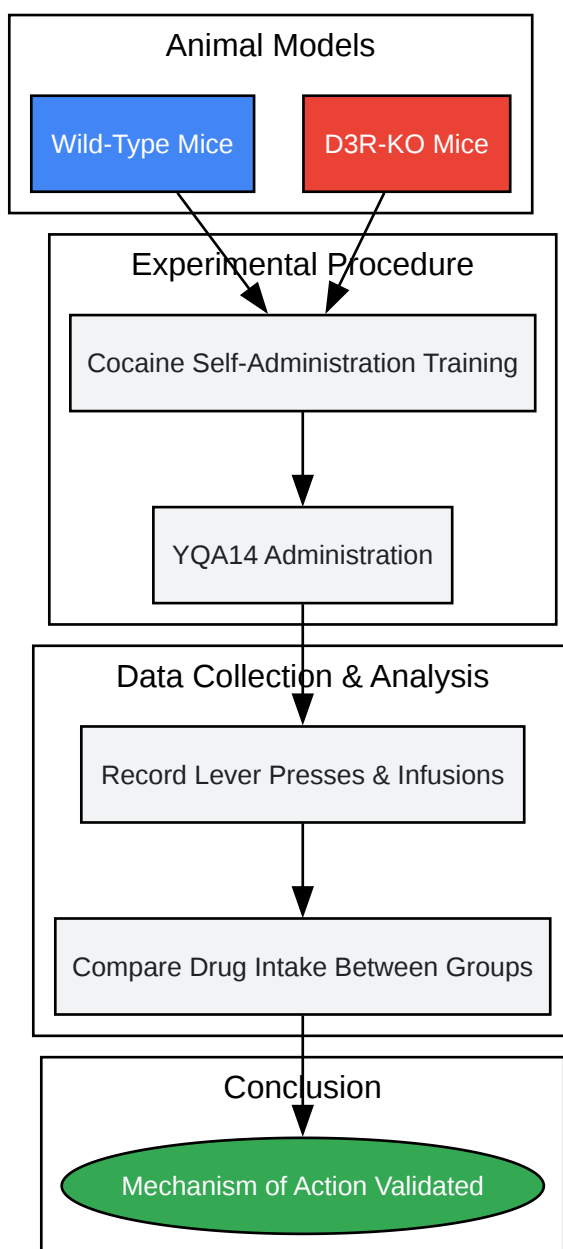 Animal Models
Wild-Type Mice
D3R-KO Mice
Experimental Procedure
Cocaine Self-Administration Training
YQA14 Administration
Data Collection & Analysis
Record Lever Presses & Infusions
Compare Drug Intake Between Groups
Conclusion
Mechanism of Action Validated